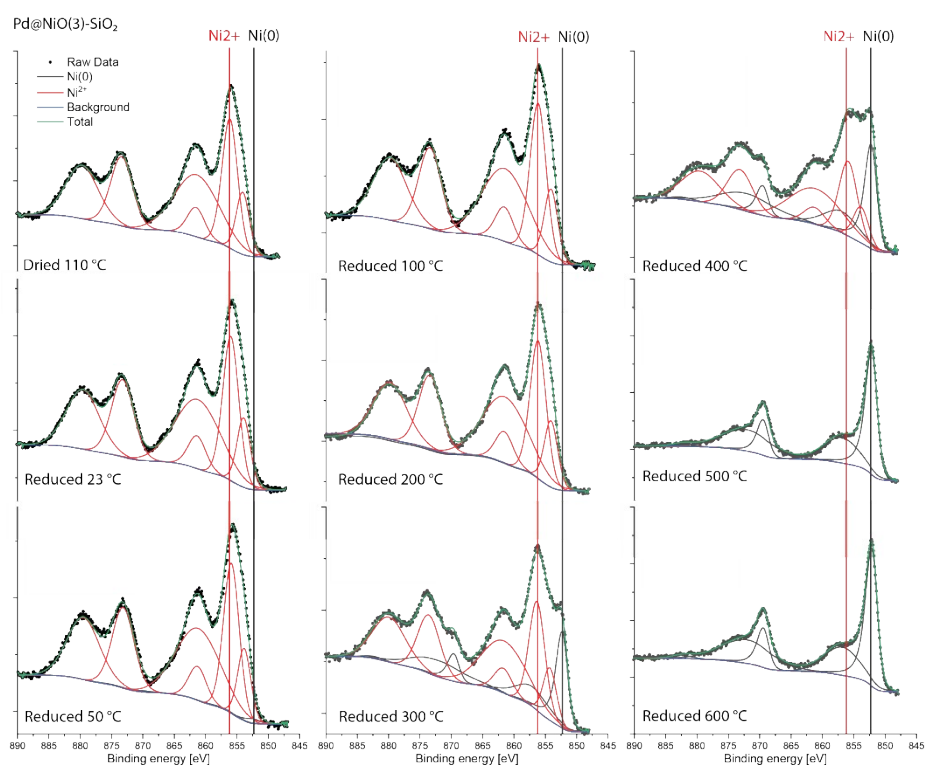 Pd@NiO(3)-SiO₂
Ni2+ Ni(0)
Ni2+ Ni(0)
Ni2+ Ni(0)
Raw Data
Ni(0)
Ni²⁺
Background
Total
Dried 110 °C
Reduced 100 °C
Reduced 400 °C
Reduced 23 °C
Reduced 200 °C
Reduced 500 °C
Reduced 50 °C
Reduced 300 °C
Reduced 600 °C
890 885 880 875 870 865 860 855 850 845
890 885 880 875 870 865 860 855 850 845
890 885 880 875 870 865 860 855 850 845
Binding energy [eV]
Binding energy [eV]
Binding energy [eV]